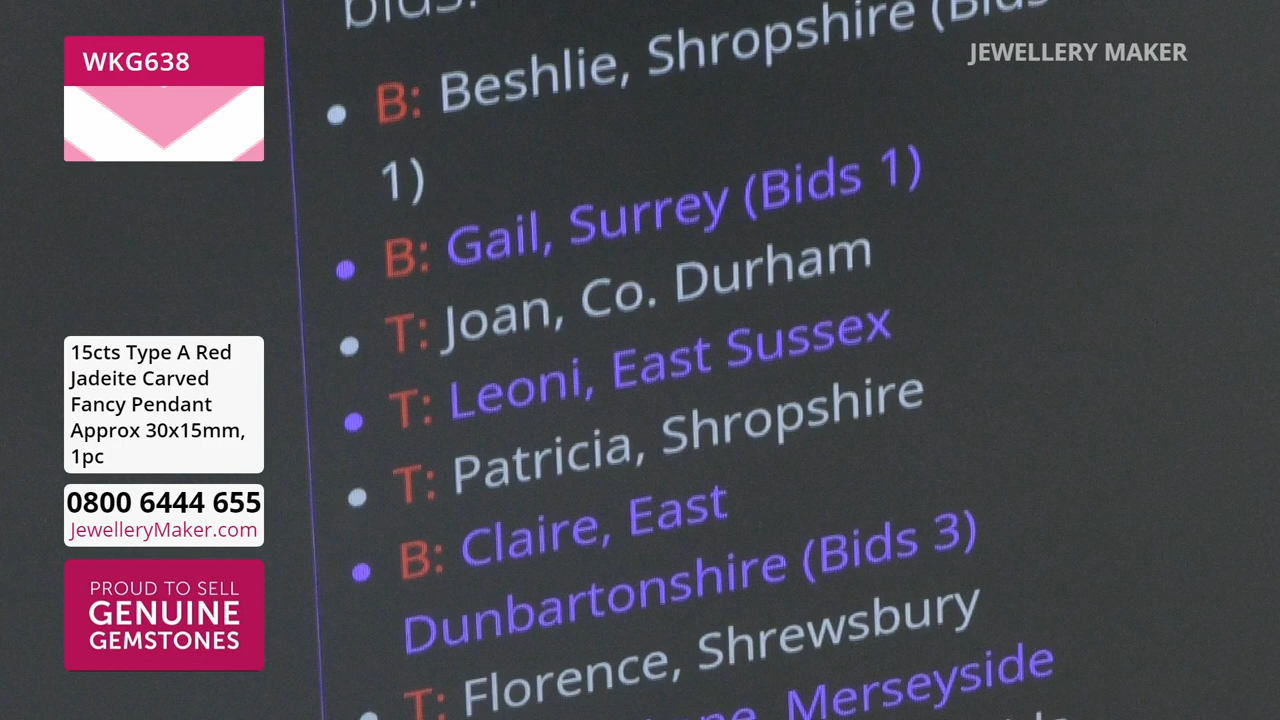 WKG638
JEWELLERY MAKER
bids.
B: Beshlie, Shropshire (Bids
1)
B: Gail, Surrey (Bids 1)
T: Joan, Co. Durham
T: Leoni, East Sussex
T: Patricia, Shropshire
B: Claire, East
Dunbartonshire (Bids 3)
T: Florence, Shrewsbury
Merseyside
15cts Type A Red
Jadeite Carved
Fancy Pendant
Approx 30x15mm,
1pc
0800 6444 655
JewelleryMaker.com
PROUD TO SELL
GENUINE
GEMSTONES